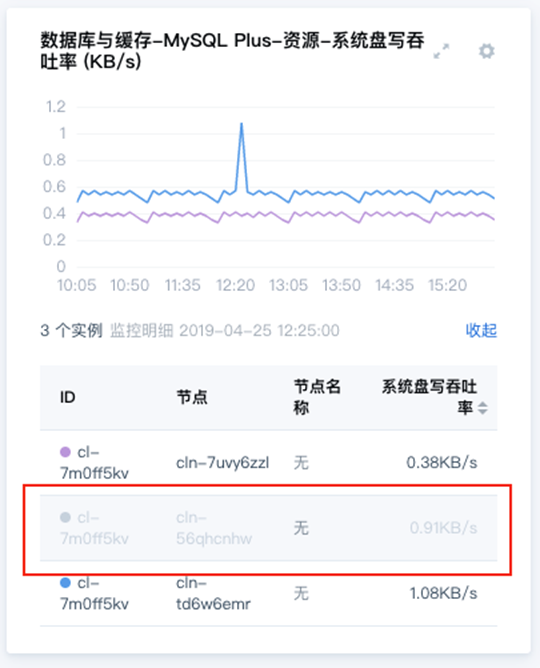 数据库与缓存-MySQL Plus-资源-系统盘写吞
吐率 (KB/s)
1.2
1
0.8
0.6
0.4
0.2
0
10:05 10:50 11:35 12:20 13:05 13:50 14:35 15:20
3 个实例 监控明细 2019-04-25 12:25:00 收起
ID 节点 节点名称 系统盘写吞吐率
cl-7m0ff5kv cln-7uvy6zzl 无 0.38KB/s
cl-7m0ff5kv cln-56qhcnhw 无 0.91KB/s
cl-7m0ff5kv cln-td6w6emr 无 1.08KB/s